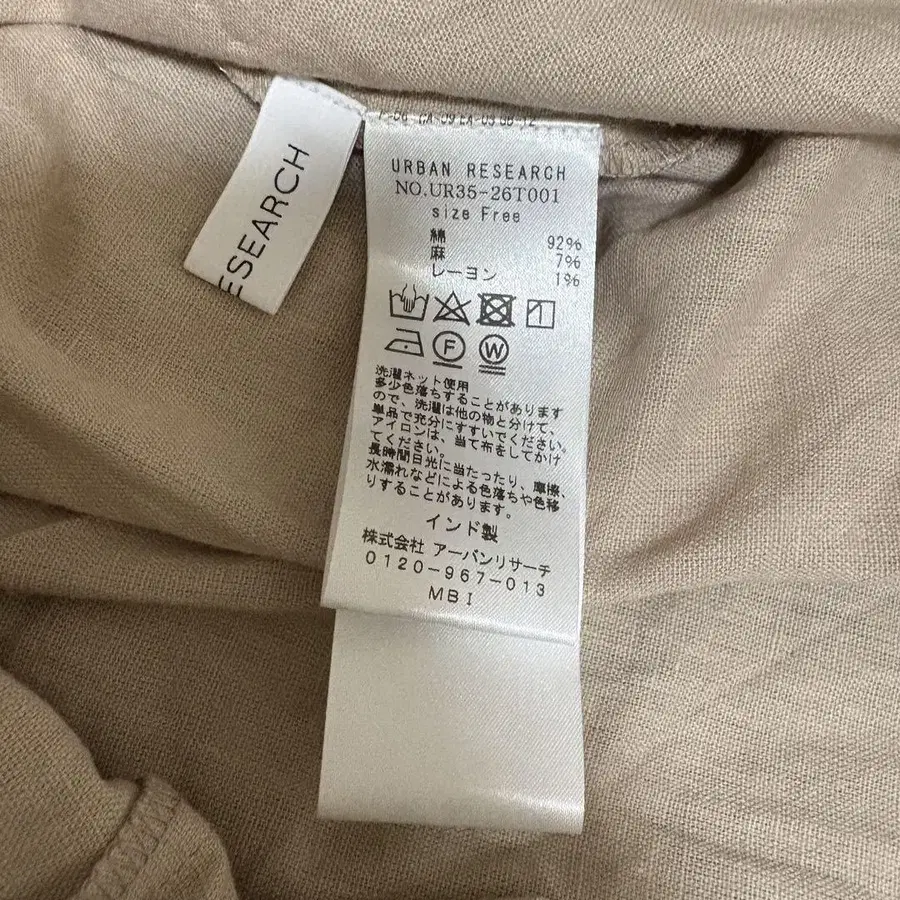 ESEARCH
URBAN RESEARCH
NO.UR35-26T001
size Free
綿 92%
麻 7%
レーヨン 1%
F W
洗濯ネット使用
多少色落ちすることがあります
ので、洗濯は他の物と分けて、
単品で充分にすすいでください。
アイロンは、当て布をしてかけ
てください。
長時間日光に当たったり、摩擦、
水濡れなどによる色落ちや色移
りすることがあります。
インド製
株式会社 アーバンリサーチ
0120-967-013
MBI